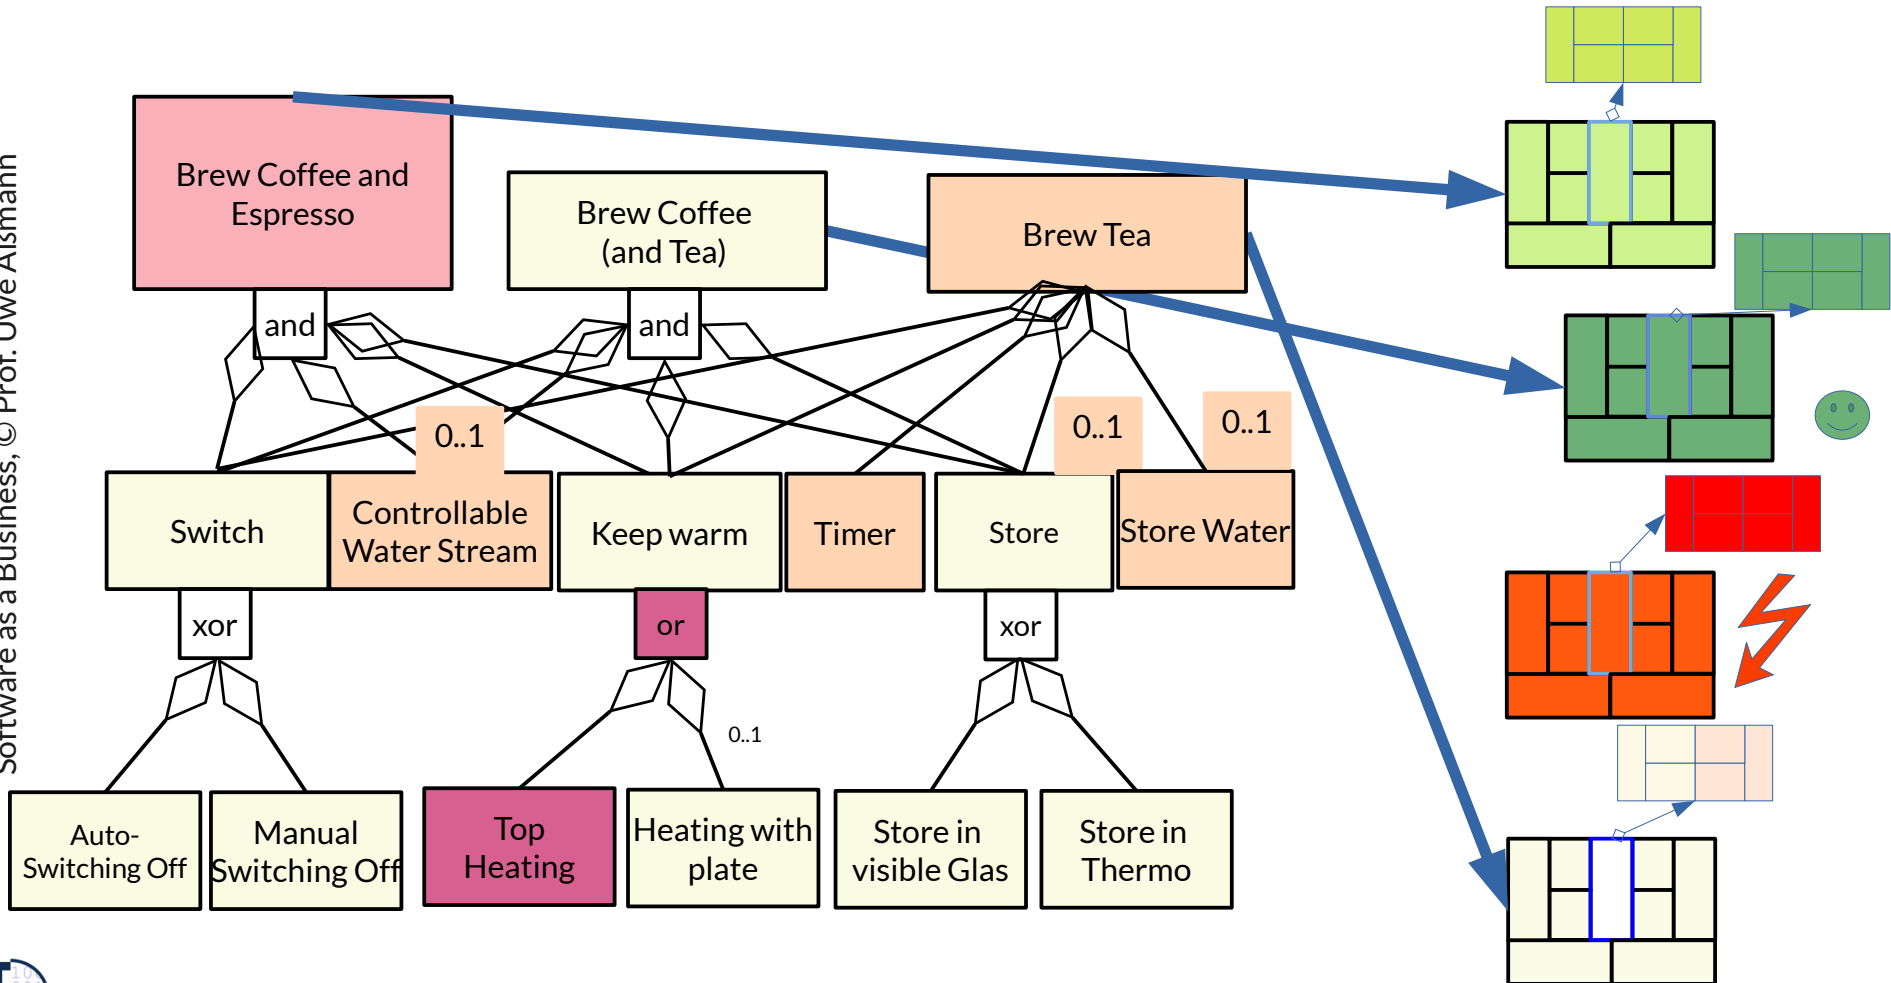 Software as a Business, © Prof. Uwe Aßmann
Brew Coffee and
Espresso
Brew Coffee
(and Tea)
Brew Tea
and
and
0..1
0..1
0..1
Switch
Controllable
Water Stream
Keep warm
Timer
Store
Store Water
xor
or
xor
0..1
Auto-
Switching Off
Manual
Switching Off
Top
Heating
Heating with
plate
Store in
visible Glas
Store in
Thermo